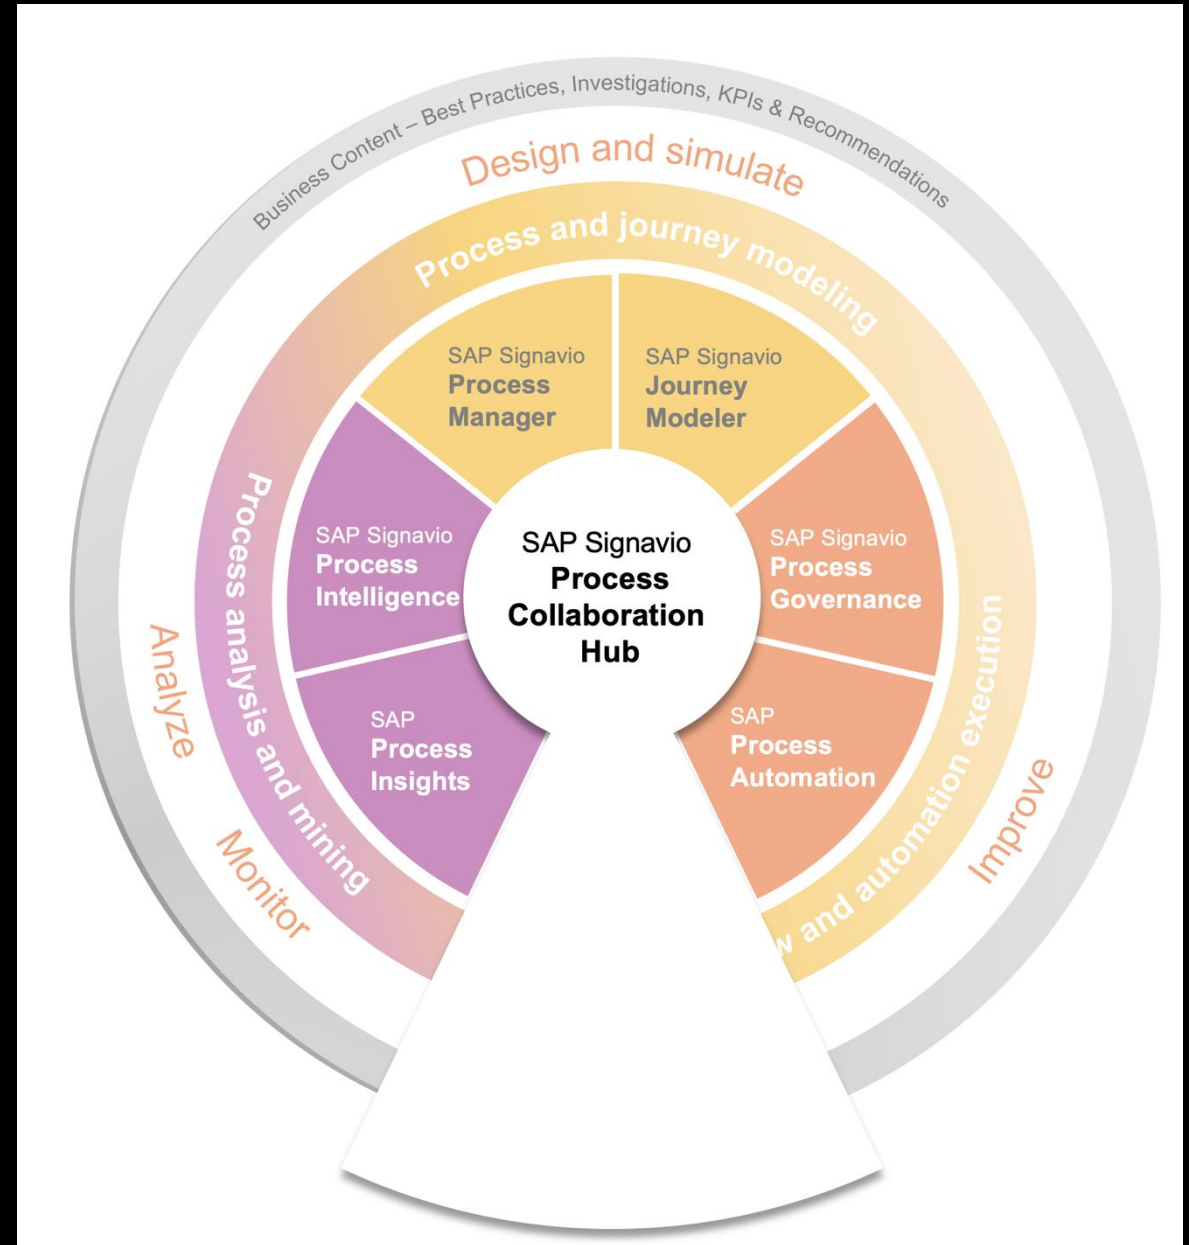 Business Content – Best Practices, Investigations, KPIs & Recommendations
Design and simulate
Process and journey modeling
SAP Signavio
Process
Manager
SAP Signavio
Journey
Modeler
SAP Signavio
Process
Intelligence
SAP Signavio
Process
Collaboration
Hub
SAP Signavio
Process
Governance
SAP
Process
Insights
SAP
Process
Automation
Process analysis and mining
and automation execution
Analyze
Monitor
Improve